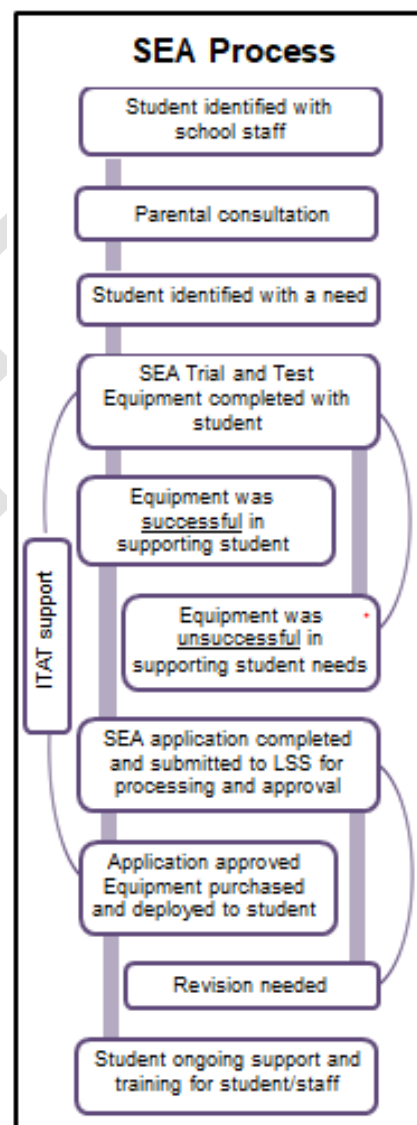 SEA Process
Student identified with
school staff
Parental consultation
Student identified with a need
SEA Trial and Test
Equipment completed with
student
Equipment was
successful in
supporting student
Equipment was *
unsuccessful in
supporting student needs
ITAT support
SEA application completed
and submitted to LSS for
processing and approval
Application approved
Equipment purchased
and deployed to student
Revision needed
Student ongoing support and
training for student/staff